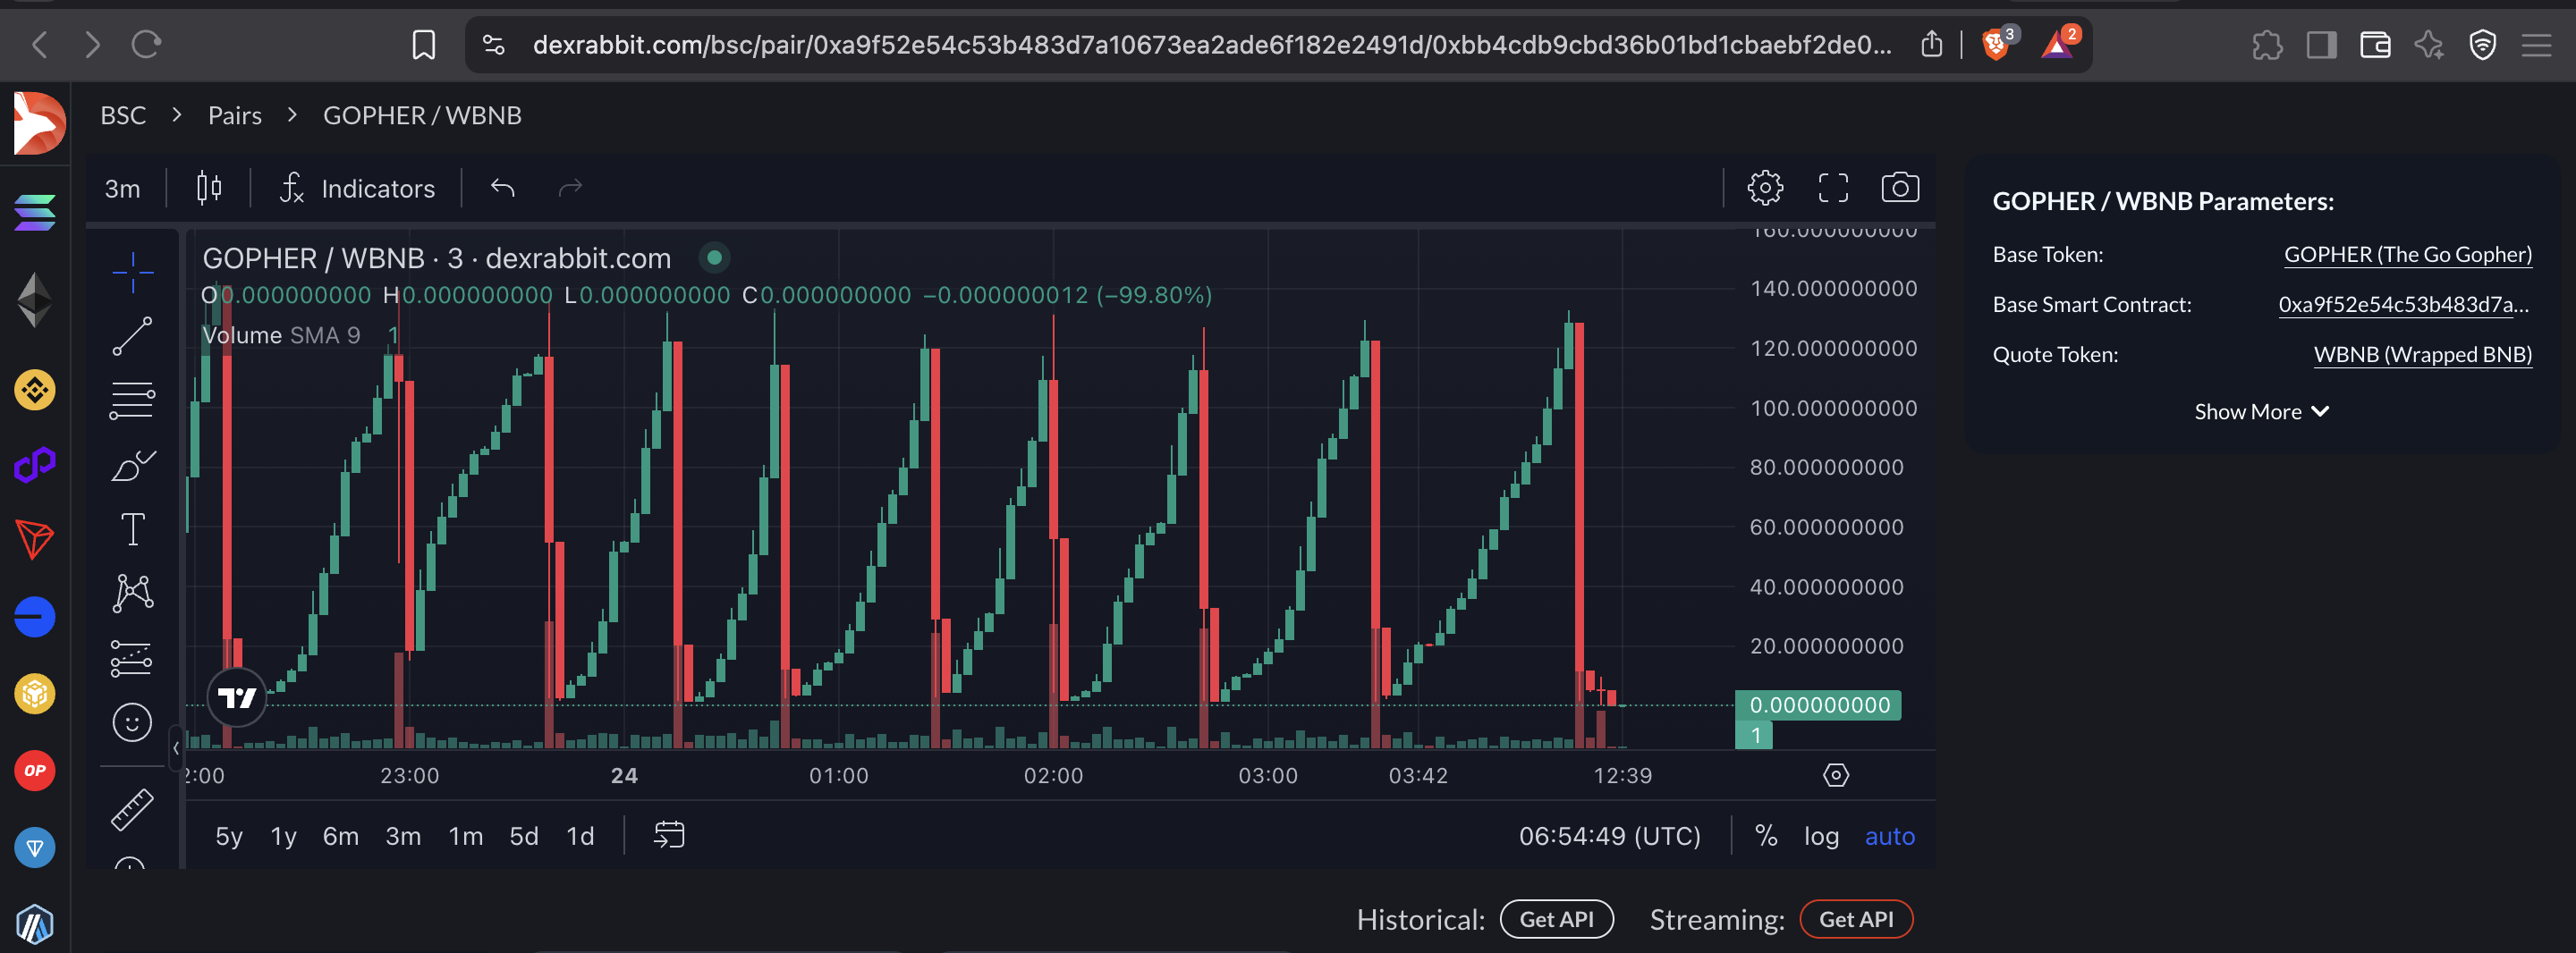 dexrabbit.com/bsc/pair/0xa9f52e54c53b483d7a10673ea2ade6f182e2491d/0xbb4cdb9cbd36b01bd1cbaebf2de0...
3
2
BSC > Pairs > GOPHER / WBNB
3m
Indicators
GOPHER / WBNB · 3 · dexrabbit.com
O0.000000000 H0.000000000 L0.000000000 C0.000000000 −0.000000012 (−99.80%)
Volume SMA 9 1
160.000000000
140.000000000
120.000000000
100.000000000
80.000000000
60.000000000
40.000000000
20.000000000
0.000000000
1
2:00 23:00 24 01:00 02:00 03:00 03:42 12:39
5y 1y 6m 3m 1m 5d 1d
06:54:49 (UTC) % log auto
Historical: Get API Streaming: Get API
GOPHER / WBNB Parameters:
Base Token: GOPHER (The Go Gopher)
Base Smart Contract: 0xa9f52e54c53b483d7a...
Quote Token: WBNB (Wrapped BNB)
Show More
OP